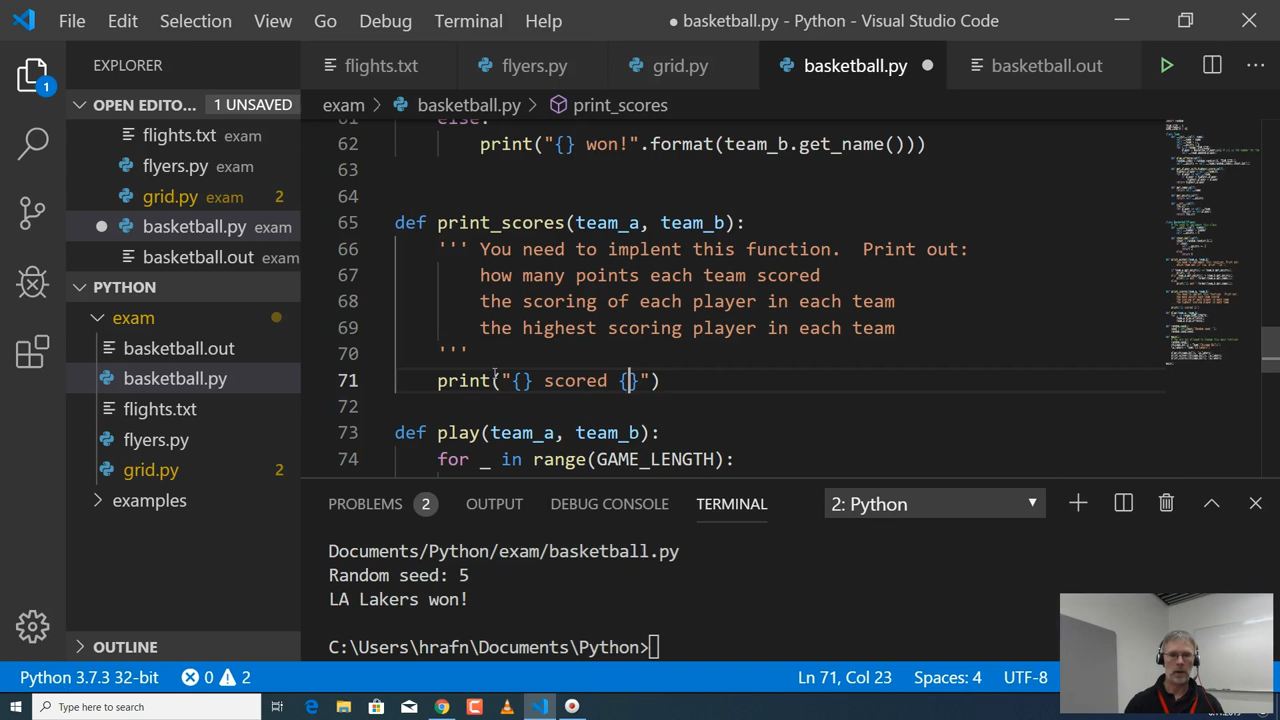 File Edit Selection View Go Debug Terminal Help ● basketball.py - Python - Visual Studio Code
EXPLORER
OPEN EDITO... 1 UNSAVED
flights.txt exam
flyers.py exam
grid.py exam 2
basketball.py exam
basketball.out exam
PYTHON
exam
basketball.out
basketball.py
flights.txt
flyers.py
grid.py 2
examples
OUTLINE
1
flights.txt flyers.py grid.py basketball.py basketball.out
exam > basketball.py > print_scores
61 else:
62 print("{} won!".format(team_b.get_name()))
63
64
65 def print_scores(team_a, team_b):
66 ''' You need to implent this function. Print out:
67 how many points each team scored
68 the scoring of each player in each team
69 the highest scoring player in each team
70 '''
71 print("{} scored {}")
72
73 def play(team_a, team_b):
74 for _ in range(GAME_LENGTH):
PROBLEMS 2 OUTPUT DEBUG CONSOLE TERMINAL 2: Python
Documents/Python/exam/basketball.py
Random seed: 5
LA Lakers won!
C:\Users\hrafn\Documents\Python>
Python 3.7.3 32-bit 0 2 Ln 71, Col 23 Spaces: 4 UTF-8
Type here to search